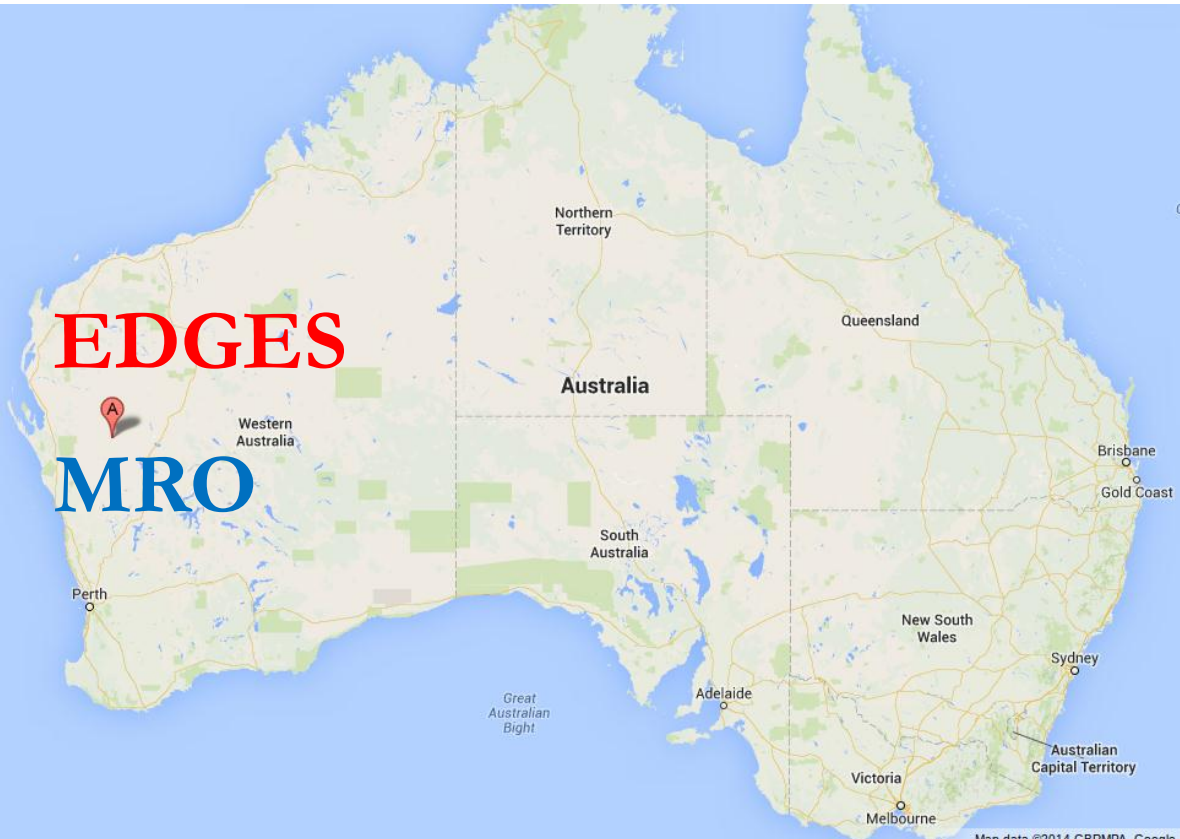 Northern
Territory
EDGES
Queensland
Australia
A
Western
Australia
MRO
Brisbane
Gold Coast
South
Australia
Perth
New South
Wales
Sydney
Great
Australian
Bight
Adelaide
Australian
Capital Territory
Victoria
Melbourne
Map data ©2014 GBRMPA, Google